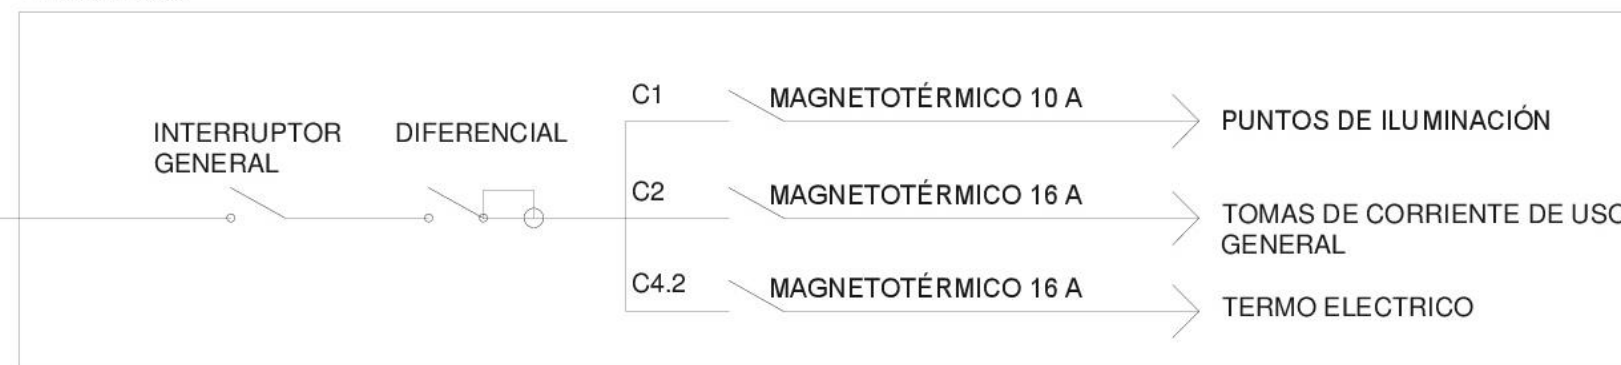 INTERRUPTOR
GENERAL
DIFERENCIAL
C1
MAGNETOTÉRMICO 10 A
PUNTOS DE ILUMINACIÓN
C2
MAGNETOTÉRMICO 16 A
TOMAS DE CORRIENTE DE USO
GENERAL
C4.2
MAGNETOTÉRMICO 16 A
TERMO ELECTRICO